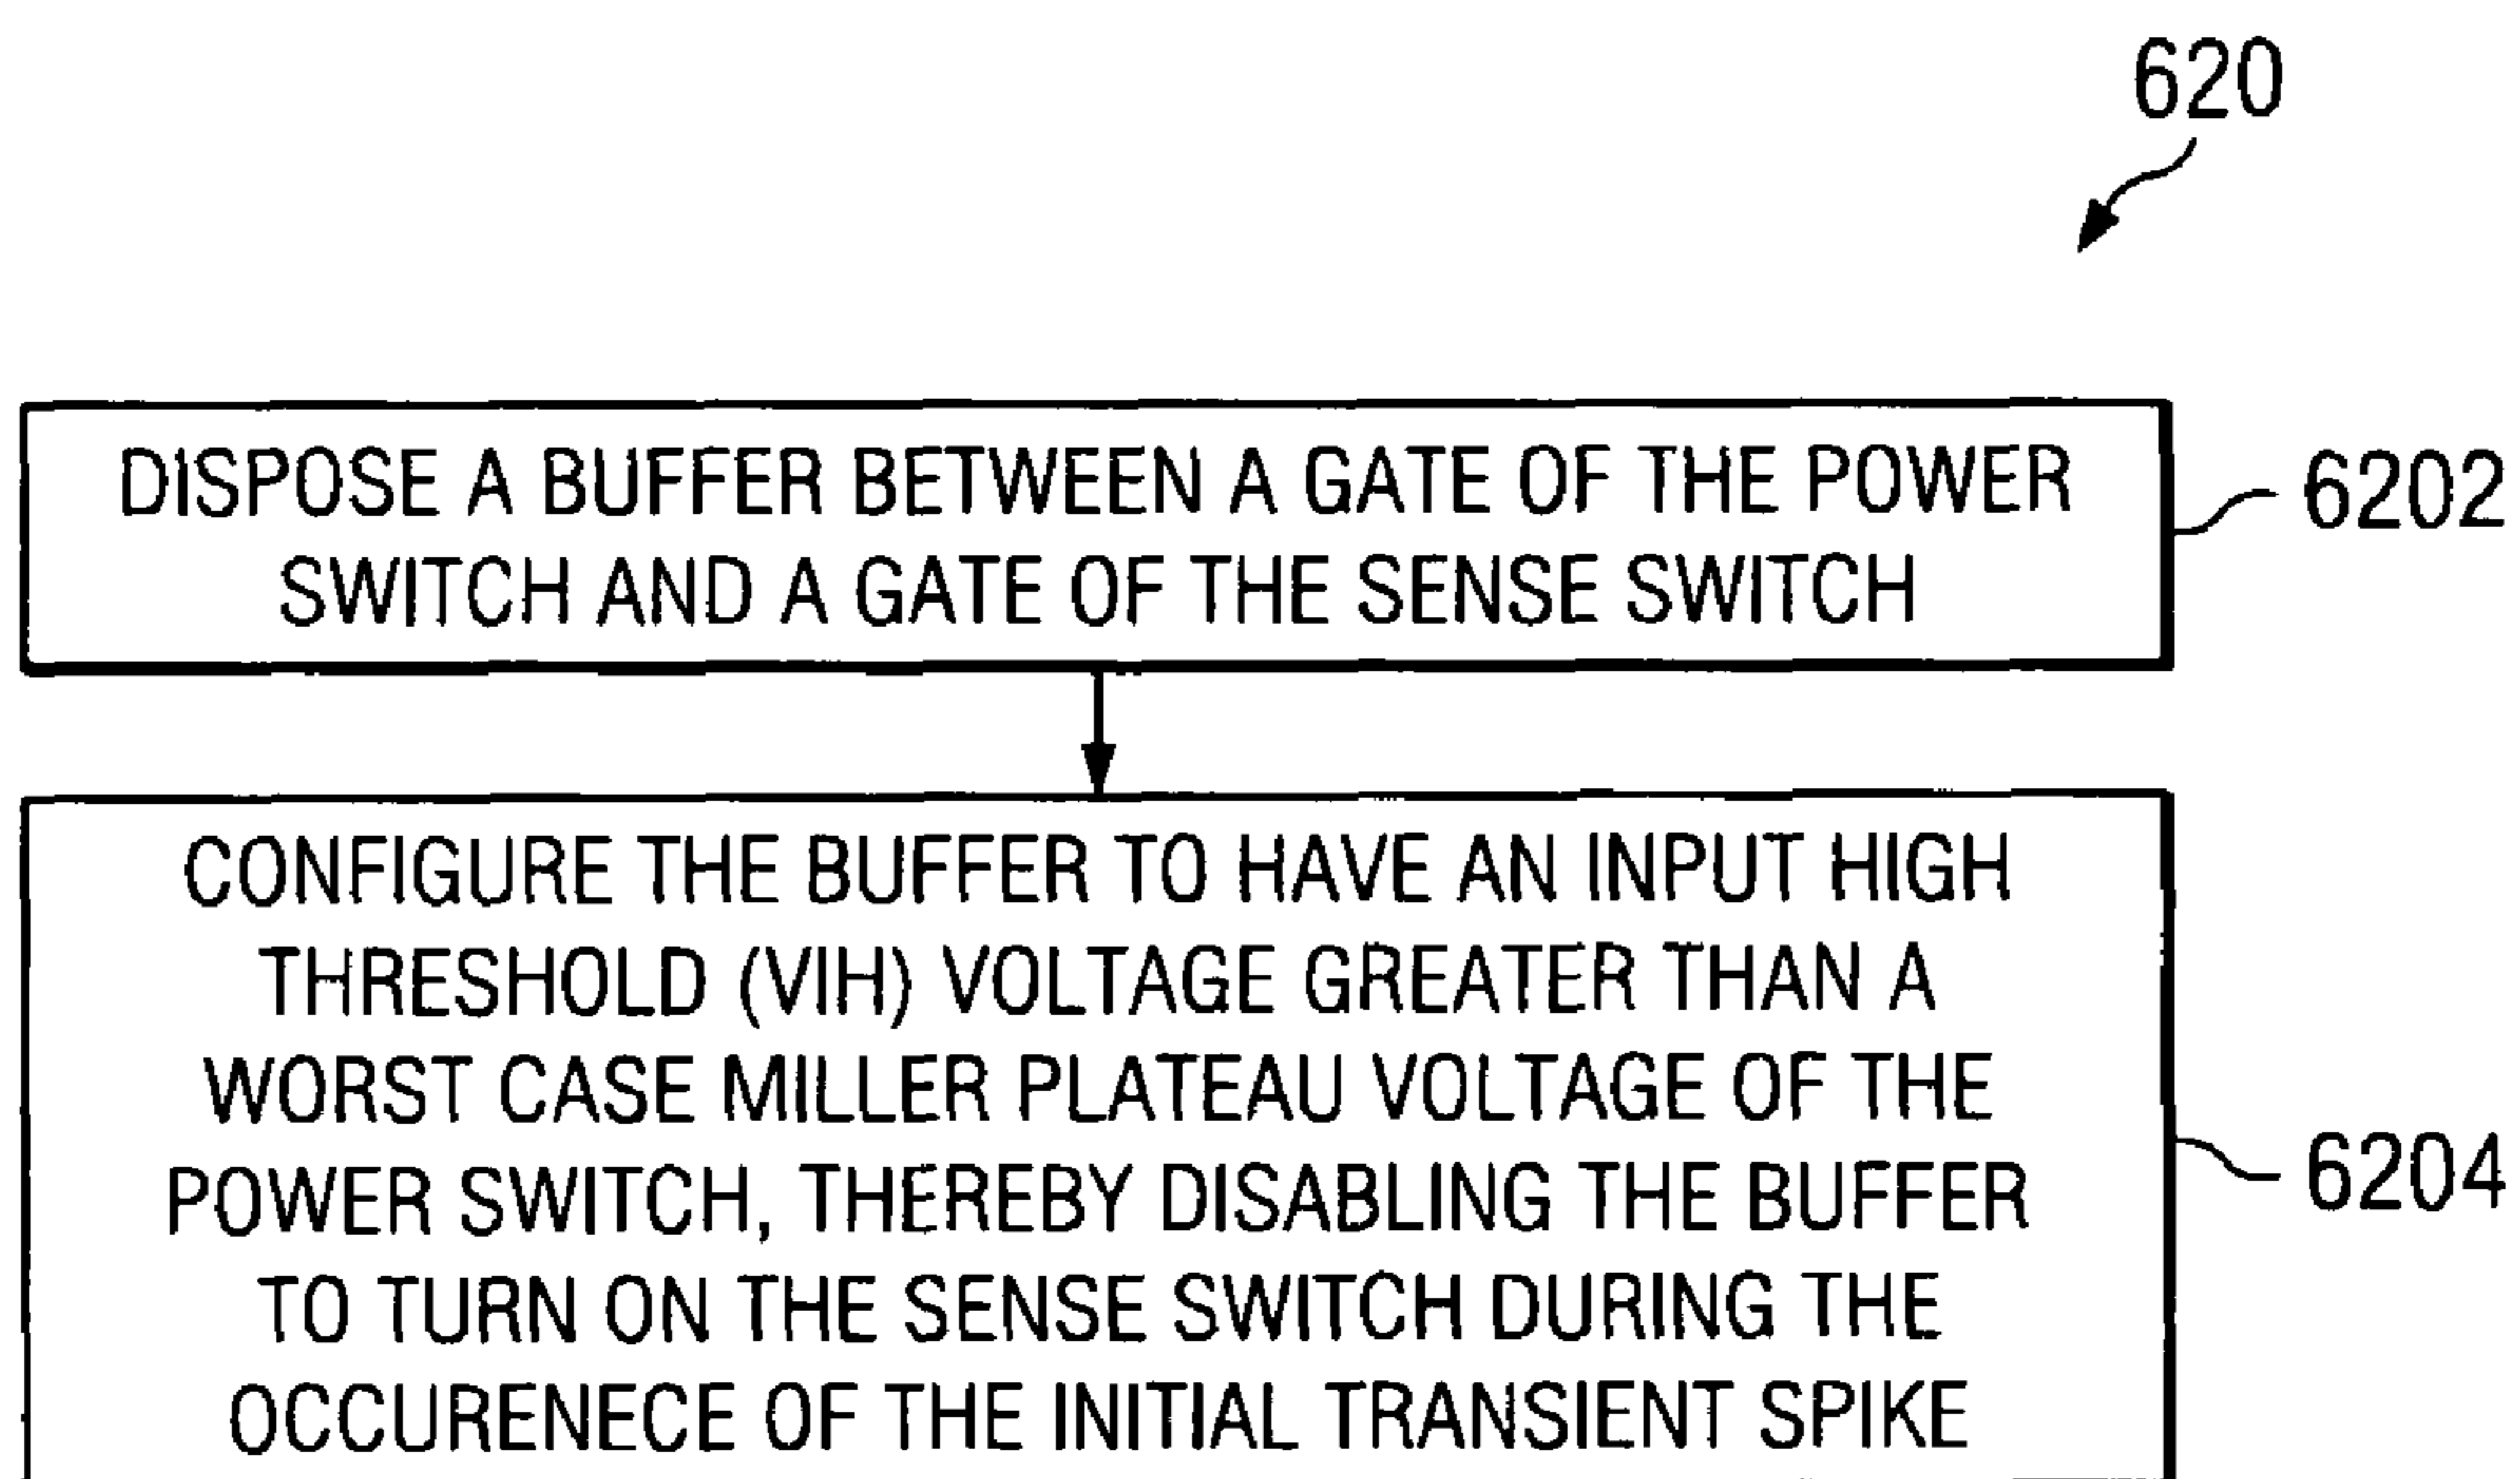 620
DISPOSE A BUFFER BETWEEN A GATE OF THE POWER
SWITCH AND A GATE OF THE SENSE SWITCH
6202
CONFIGURE THE BUFFER TO HAVE AN INPUT HIGH
THRESHOLD (VIH) VOLTAGE GREATER THAN A
WORST CASE MILLER PLATEAU VOLTAGE OF THE
POWER SWITCH, THEREBY DISABLING THE BUFFER
TO TURN ON THE SENSE SWITCH DURING THE
OCCURENECE OF THE INITIAL TRANSIENT SPIKE
6204